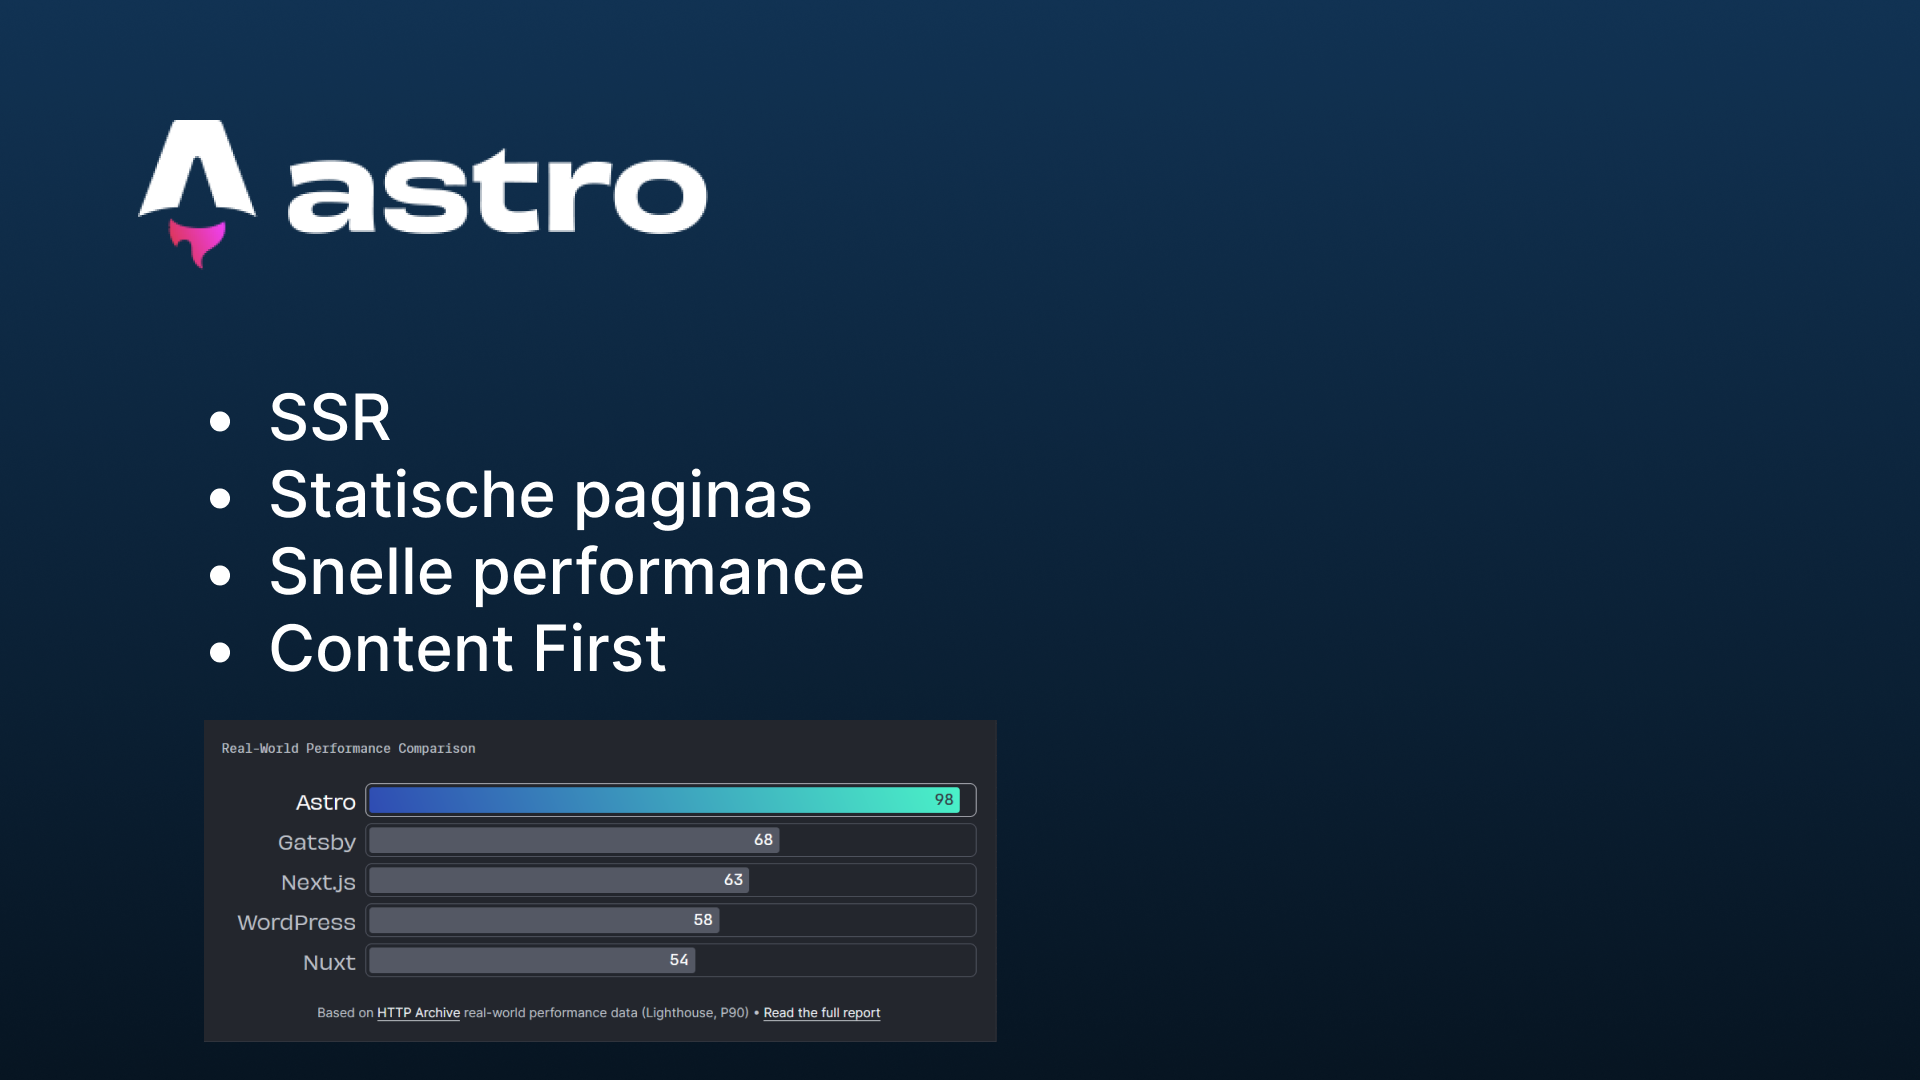 astro
• SSR
• Statische paginas
• Snelle performance
• Content First
Real-World Performance Comparison
Astro 98
Gatsby 68
Next.js 63
WordPress 58
Nuxt 54
Based on HTTP Archive real-world performance data (Lighthouse, P90) • Read the full report